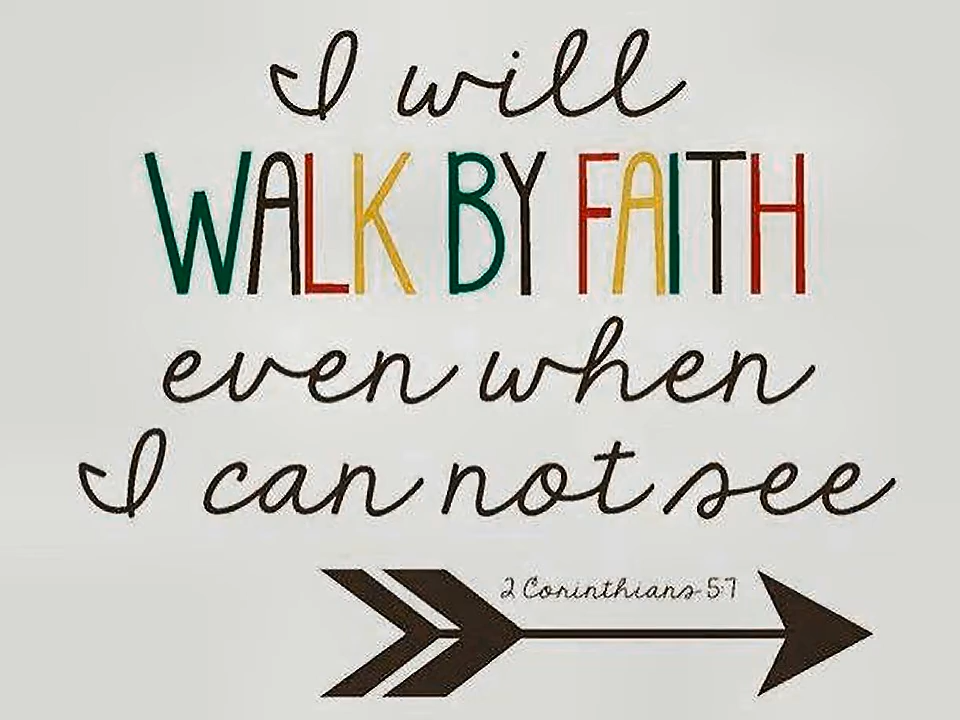 I will
WALK BY FAITH
even when
I can not see
2 Corinthians 5:7